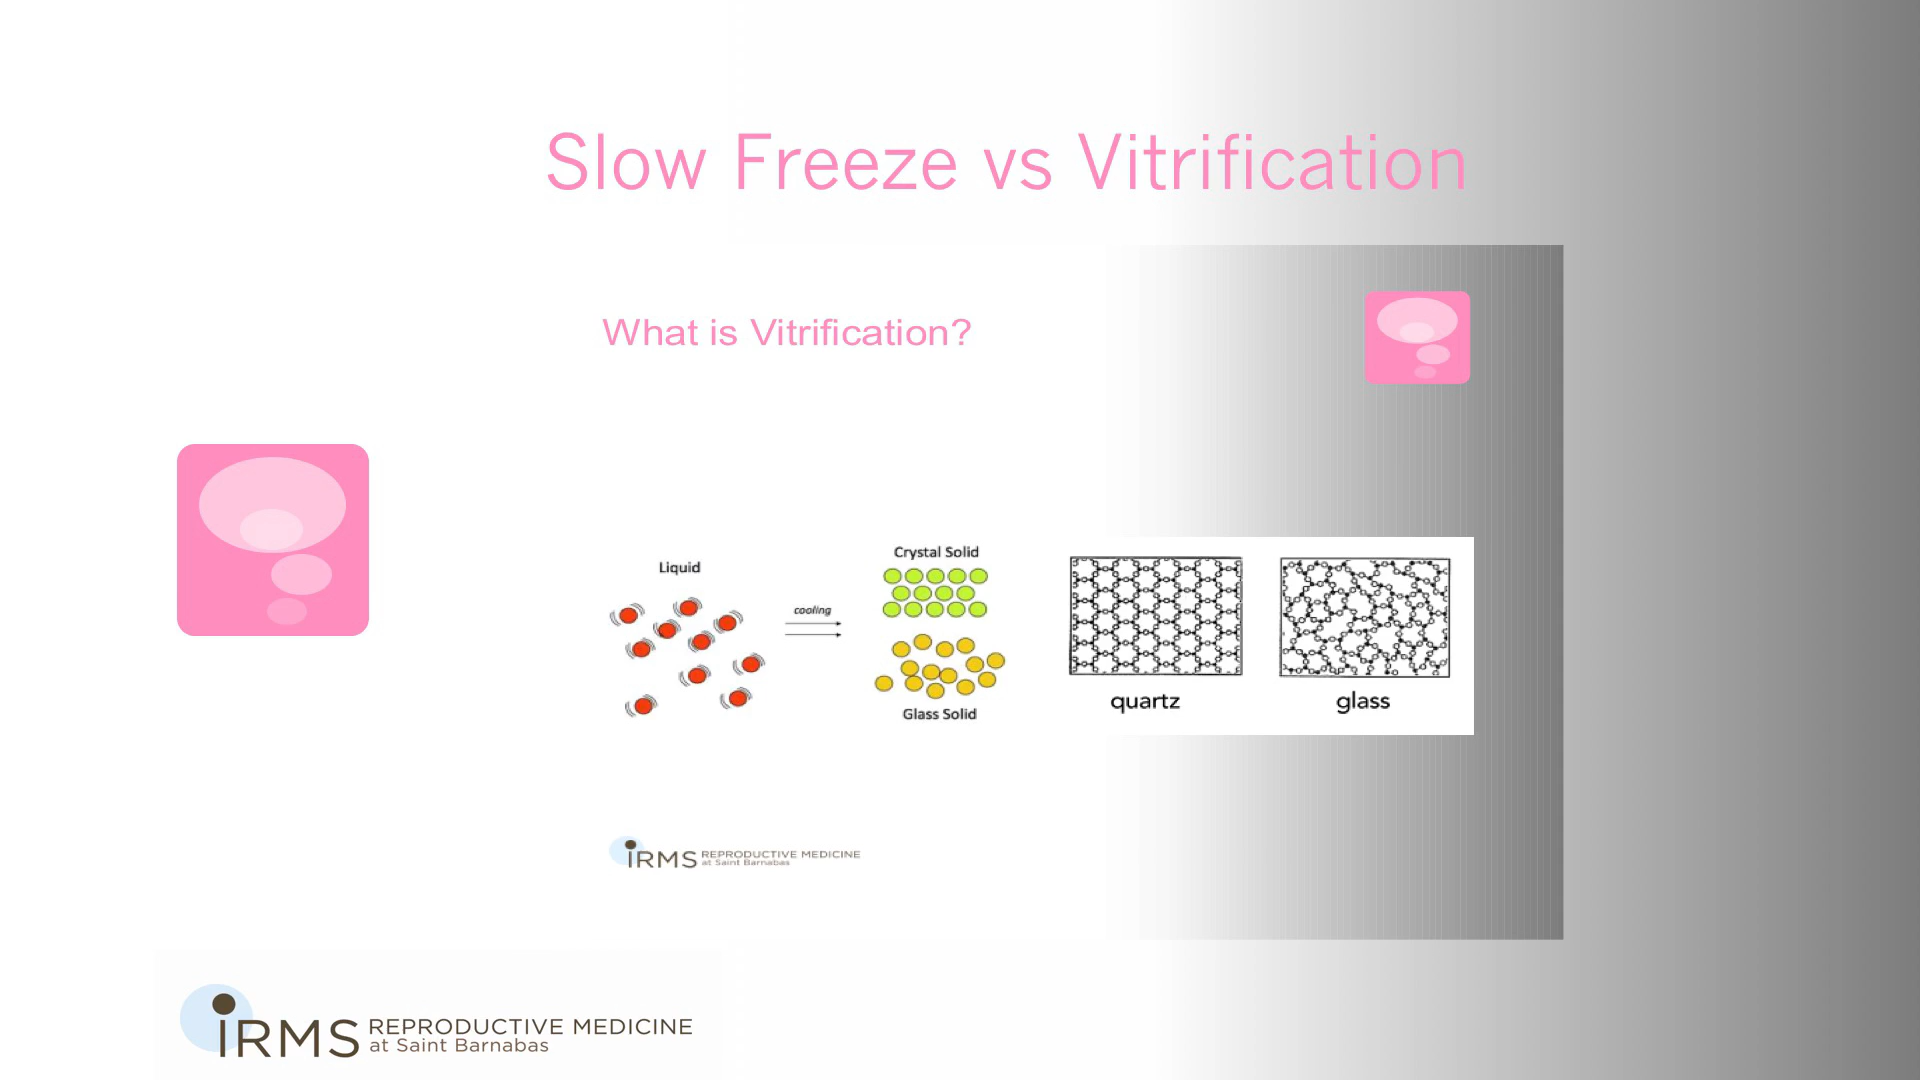 Slow Freeze vs Vitrification
What is Vitrification?
Liquid
cooling
Crystal Solid
Glass Solid
quartz
glass
iRMS REPRODUCTIVE MEDICINE
at Saint Barnabas
iRMS REPRODUCTIVE MEDICINE
at Saint Barnabas